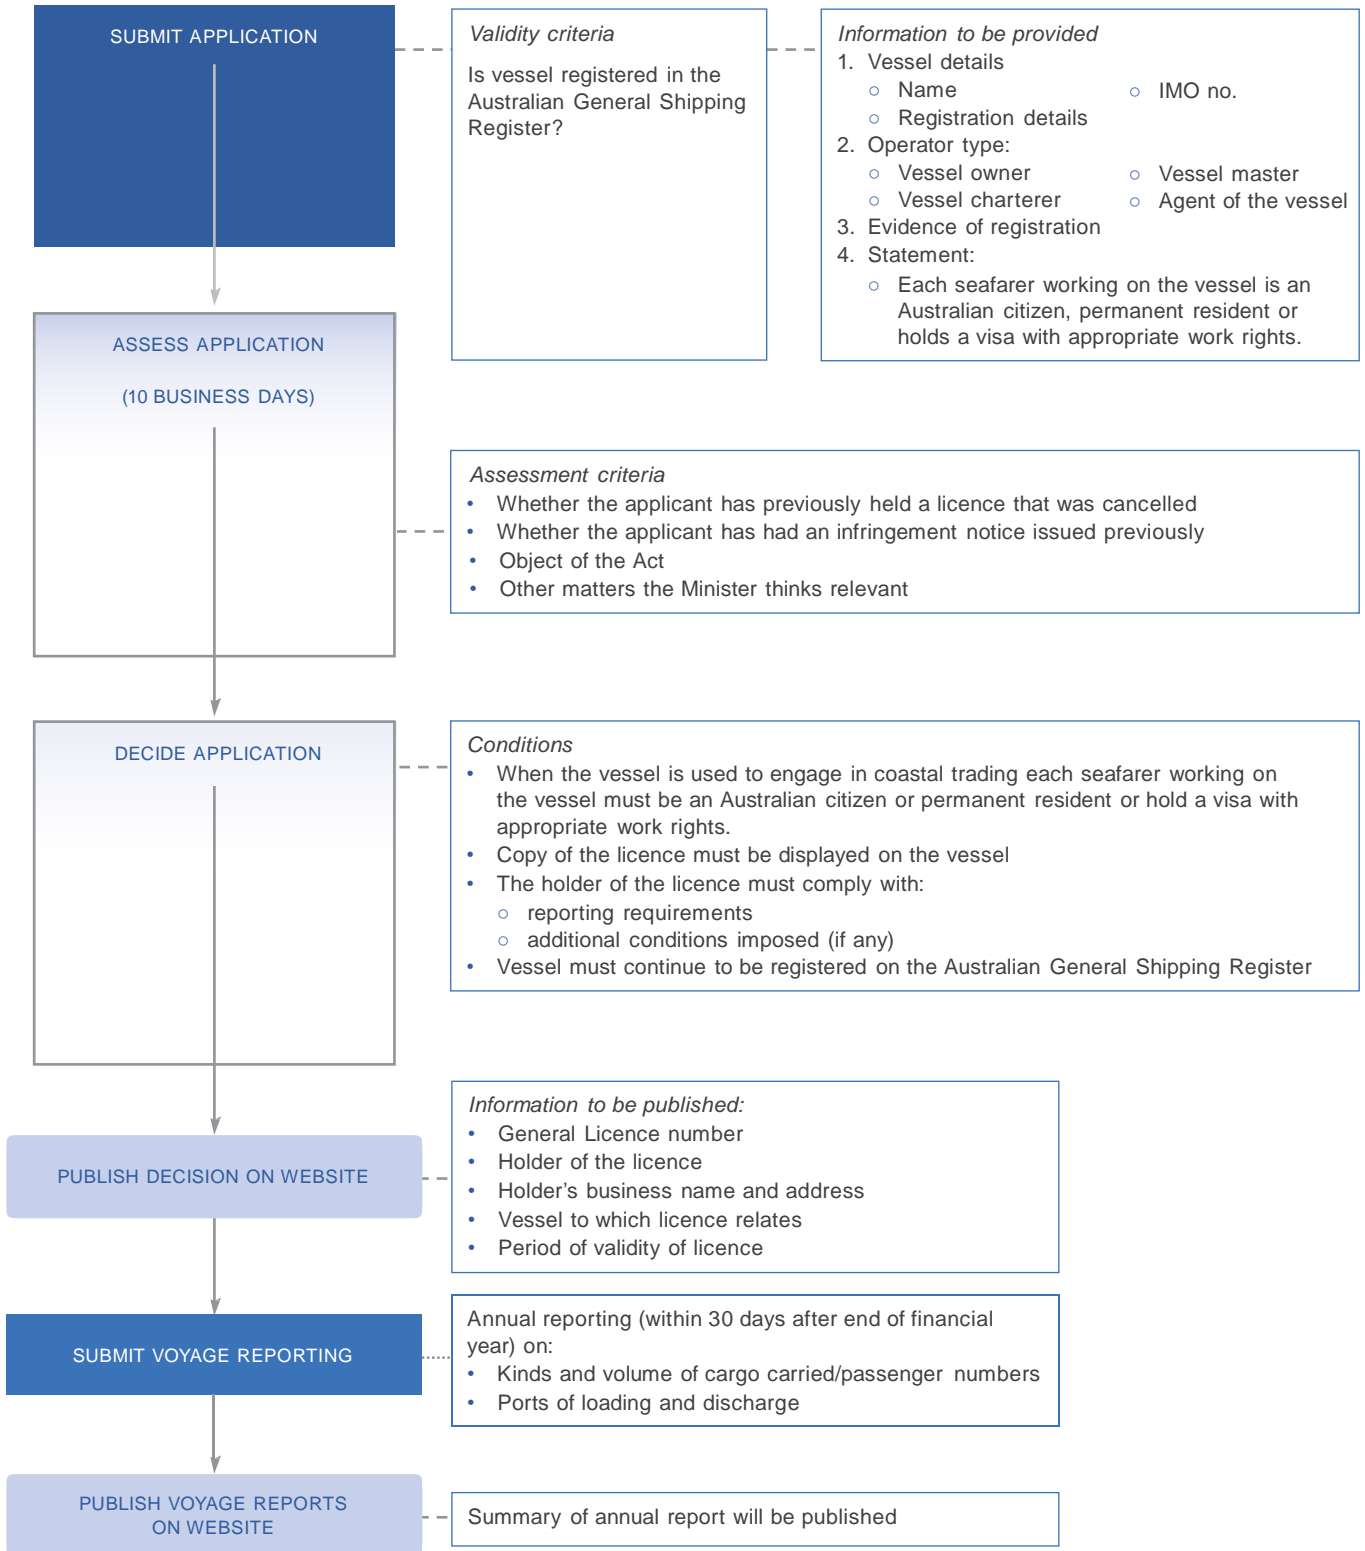 SUBMIT APPLICATION
Validity criteria
Is vessel registered in the
Australian General Shipping
Register?
Information to be provided
1. Vessel details
○ Name
○ IMO no.
○ Registration details
2. Operator type:
○ Vessel owner
○ Vessel master
○ Vessel charterer
○ Agent of the vessel
3. Evidence of registration
4. Statement:
○ Each seafarer working on the vessel is an
Australian citizen, permanent resident or
holds a visa with appropriate work rights.
ASSESS APPLICATION
(10 BUSINESS DAYS)
Assessment criteria
• Whether the applicant has previously held a licence that was cancelled
• Whether the applicant has had an infringement notice issued previously
• Object of the Act
• Other matters the Minister thinks relevant
DECIDE APPLICATION
Conditions
• When the vessel is used to engage in coastal trading each seafarer working on
the vessel must be an Australian citizen or permanent resident or hold a visa with
appropriate work rights.
• Copy of the licence must be displayed on the vessel
• The holder of the licence must comply with:
○ reporting requirements
○ additional conditions imposed (if any)
• Vessel must continue to be registered on the Australian General Shipping Register
PUBLISH DECISION ON WEBSITE
Information to be published:
• General Licence number
• Holder of the licence
• Holder’s business name and address
• Vessel to which licence relates
• Period of validity of licence
SUBMIT VOYAGE REPORTING
Annual reporting (within 30 days after end of financial
year) on:
• Kinds and volume of cargo carried/passenger numbers
• Ports of loading and discharge
PUBLISH VOYAGE REPORTS
ON WEBSITE
Summary of annual report will be published